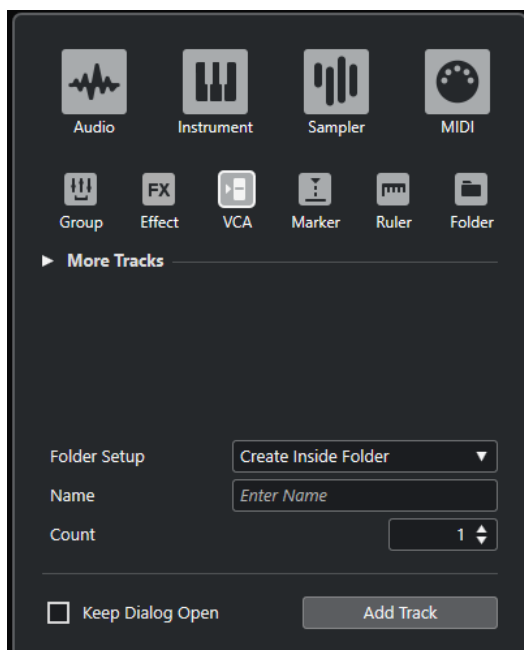 Audio Instrument Sampler MIDI
FX
Group Effect VCA Marker Ruler Folder
More Tracks
Folder Setup Create Inside Folder
Name Enter Name
Count 1
Keep Dialog Open Add Track